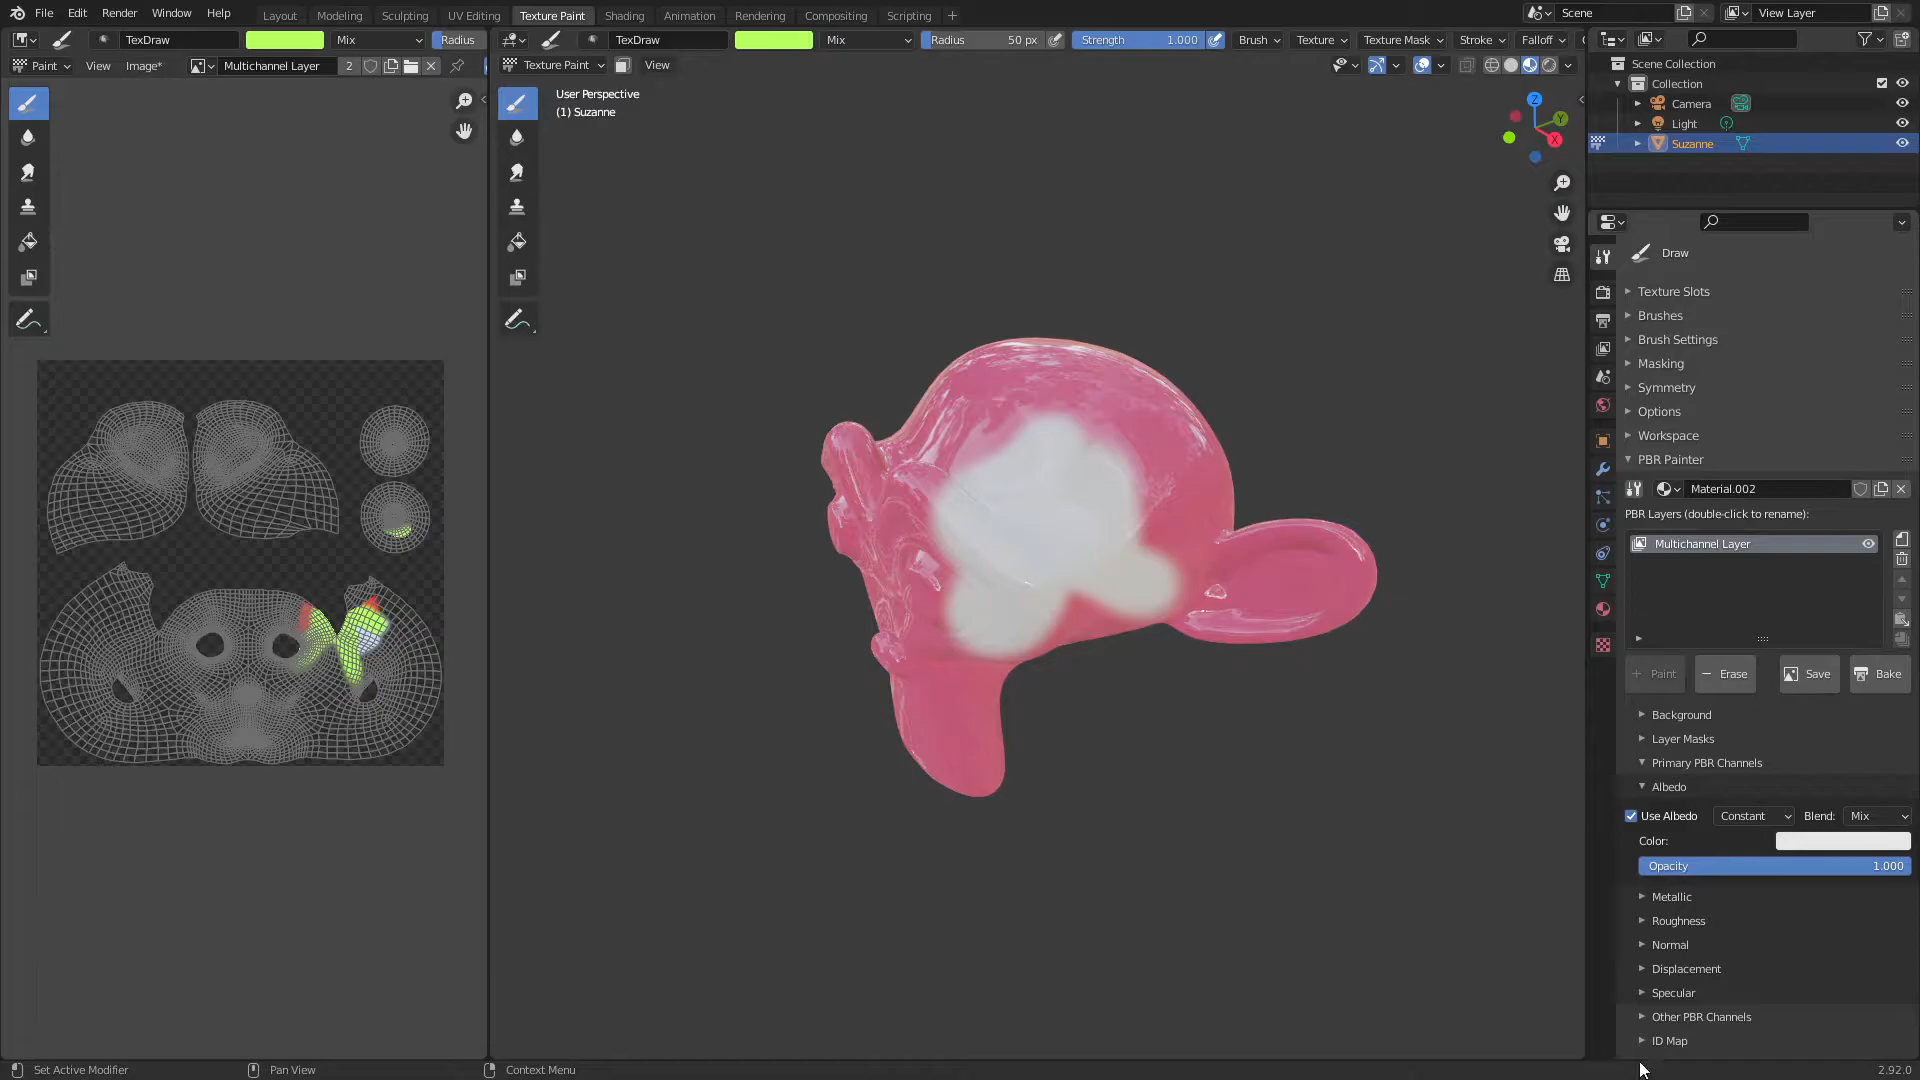 File Edit Render Window Help
Layout Modeling Sculpting UV Editing Texture Paint Shading Animation Rendering Compositing Scripting
Scene View Layer
TexDraw Mix Radius
TexDraw Mix Radius 50 px Strength 1.000 Brush Texture Texture Mask Stroke Falloff
Paint View Image* Multichannel Layer 2
Texture Paint View
User Perspective
(1) Suzanne
Z
Y
X
Scene Collection
Collection
Camera
Light
Suzanne
Draw
Texture Slots
Brushes
Brush Settings
Masking
Symmetry
Options
Workspace
PBR Painter
Material.002
PBR Layers (double-click to rename):
Multichannel Layer
Paint Erase Save Bake
Background
Layer Masks
Primary PBR Channels
Albedo
Use Albedo Constant Blend: Mix
Color:
Opacity 1.000
Metallic
Roughness
Normal
Displacement
Specular
Other PBR Channels
ID Map
Set Active Modifier Pan View Context Menu 2.92.0